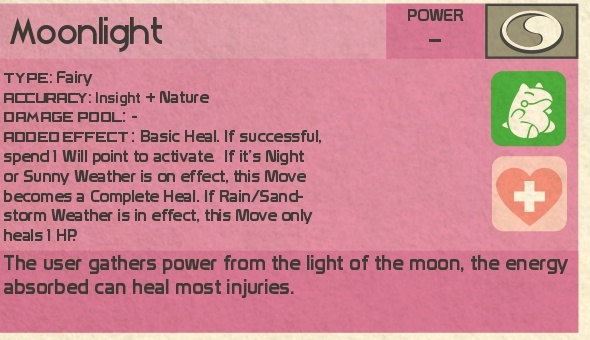 Moonlight
POWER
–
TYPE: Fairy
ACCURACY: Insight + Nature
DAMAGE POOL: -
ADDED EFFECT: Basic Heal. If successful,
spend 1 Will point to activate. If it's Night
or Sunny Weather is on effect, this Move
becomes a Complete Heal. If Rain/Sand-
storm Weather is in effect, this Move only
heals 1 HP.
The user gathers power from the light of the moon, the energy
absorbed can heal most injuries.